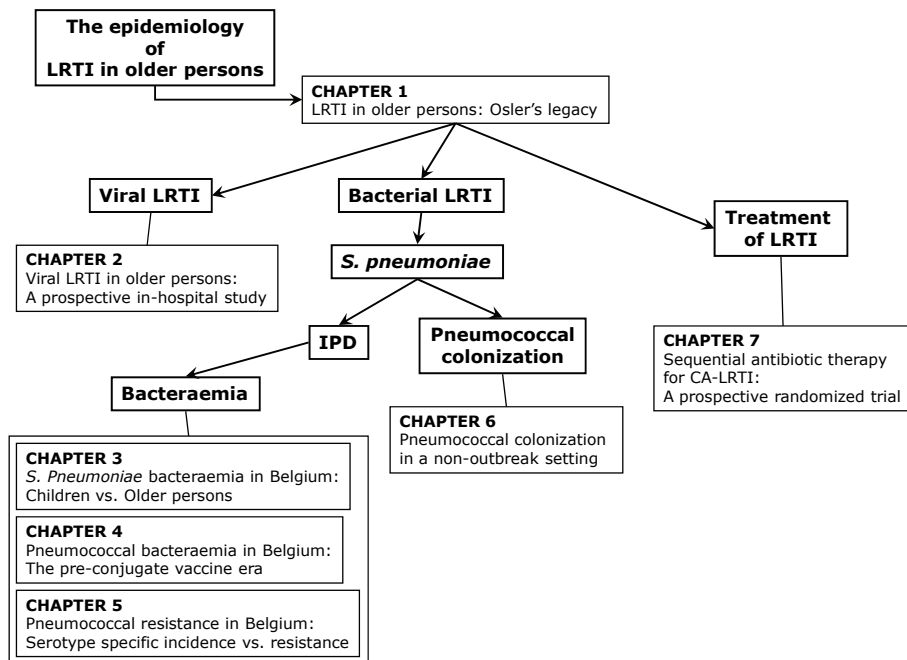 The epidemiology
of
LRTI in older persons
CHAPTER 1
LRTI in older persons: Osler’s legacy
Viral LRTI
Bacterial LRTI
Treatment
of LRTI
CHAPTER 2
Viral LRTI in older persons:
A prospective in-hospital study
S. pneumoniae
IPD
Pneumococcal
colonization
CHAPTER 7
Sequential antibiotic therapy
for CA-LRTI:
A prospective randomized trial
Bacteraemia
CHAPTER 6
Pneumococcal colonization
in a non-outbreak setting
CHAPTER 3
S. Pneumoniae bacteraemia in Belgium:
Children vs. Older persons
CHAPTER 4
Pneumococcal bacteraemia in Belgium:
The pre-conjugate vaccine era
CHAPTER 5
Pneumococcal resistance in Belgium:
Serotype specific incidence vs. resistance